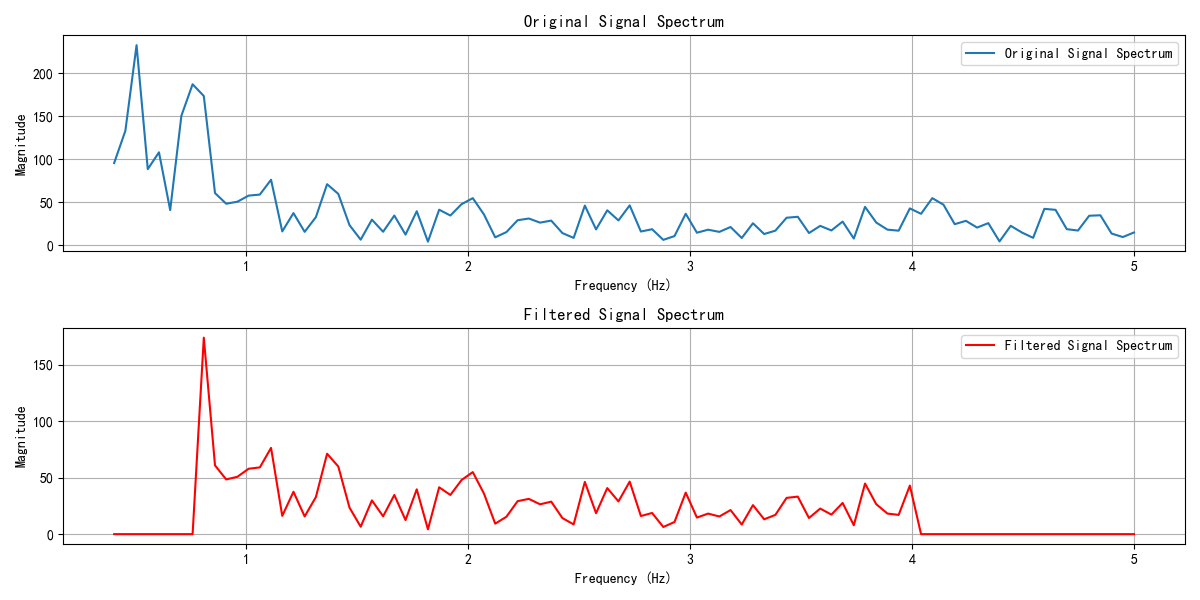 Original Signal Spectrum
Original Signal Spectrum
Magnitude
200
150
100
50
0
1 2 3 4 5
Frequency (Hz)
Filtered Signal Spectrum
Filtered Signal Spectrum
Magnitude
150
100
50
0
1 2 3 4 5
Frequency (Hz)